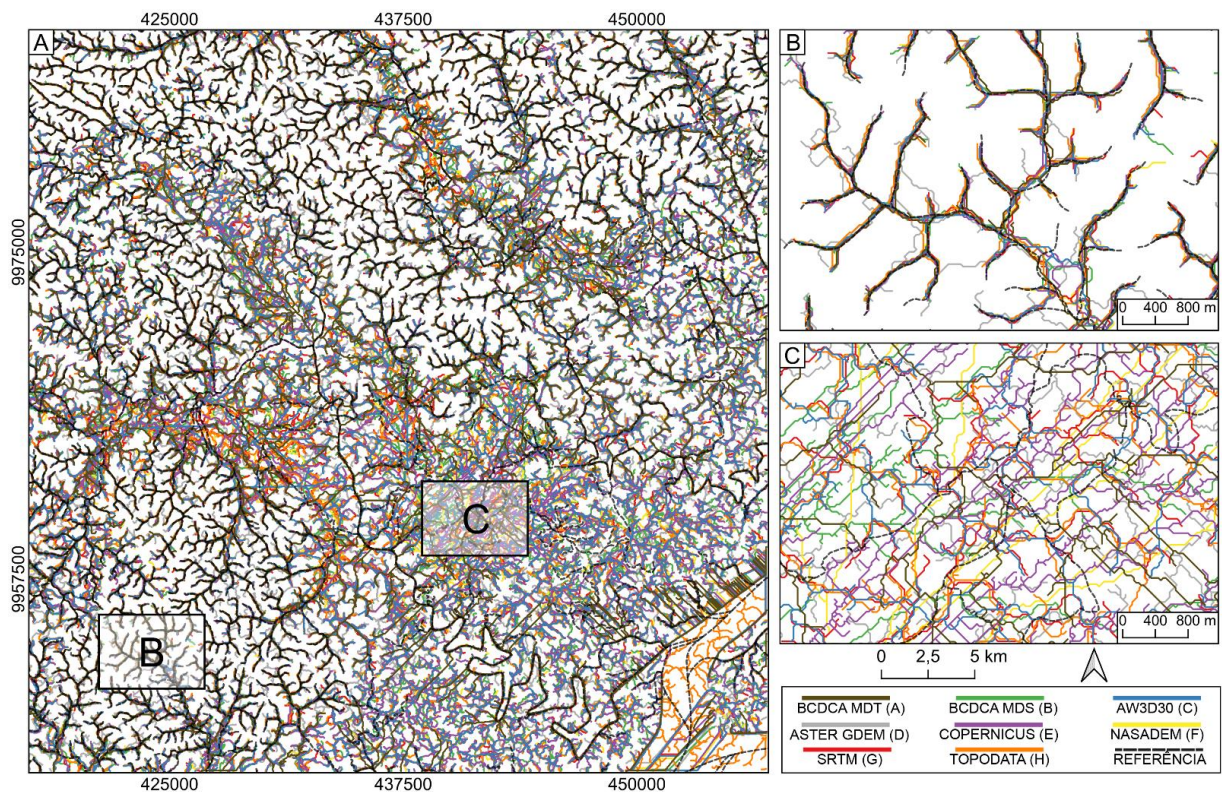 425000 437500 450000
A
B
C
9975000
9957500
C
B
0 400 800 m
0 400 800 m
425000 437500 450000
0 2,5 5 km
BCDCA MDT (A) BCDCA MDS (B) AW3D30 (C)
ASTER GDEM (D) COPERNICUS (E) NASADEM (F)
SRTM (G) TOPODATA (H) REFERÊNCIA